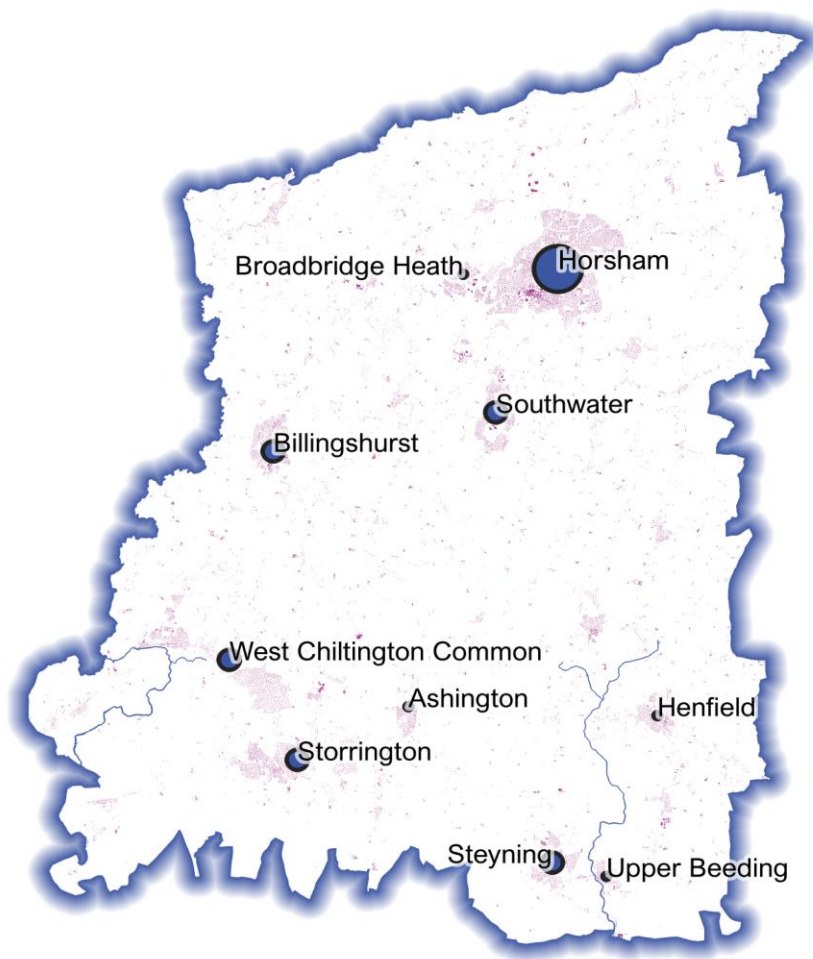 Horsham
Broadbridge Heath
Southwater
Billingshurst
West Chiltington Common
Ashington
Henfield
Storrington
Steyning
Upper Beeding